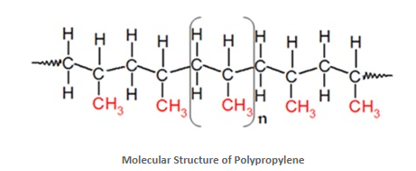 H H H H H H H H H H
C C C C C C C C C C
H H H H H
CH₃ CH₃ CH₃ CH₃ CH₃
n
Molecular Structure of Polypropylene